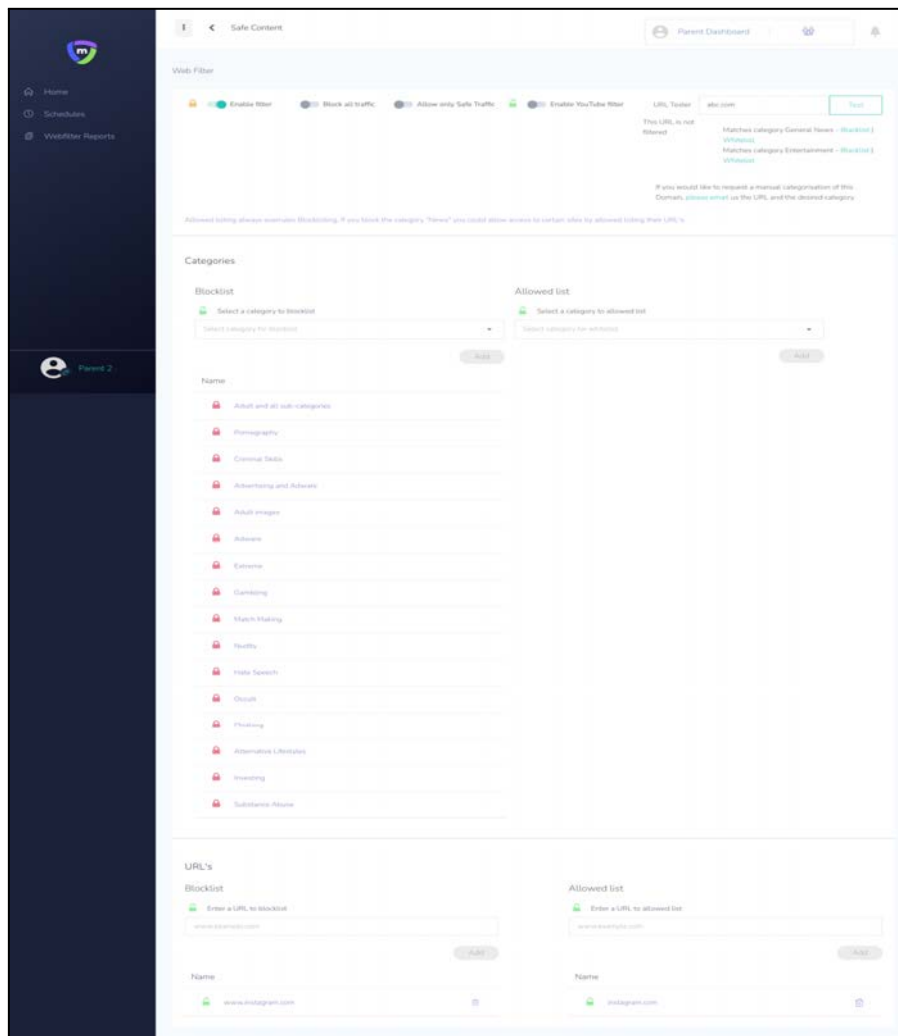 m
Safe Content
Parent Dashboard
Home
Schedules
Webfilter Reports
Parent 2
Web Filter
Enable filter
Block all traffic
Allow only Safe Traffic
Enable YouTube filter
URL Tester
abc.com
Test
This URL is not
filtered
Matches category General News - Blacklist |
Whitelist
Matches category Entertainment - Blacklist |
Whitelist
If you would like to request a manual categorisation of this
Domain, please email us the URL and the desired category
Allowed listing always overrules Blocklisting. If you block the category "News" you could allow access to certain sites by allowed listing their URL's
Categories
Blocklist
Select a category to blocklist
Select category for blocklist
Add
Allowed list
Select a category to allowed list
Select category for whitelist
Add
Name
Adult and all sub-categories
Pornography
Criminal Skills
Advertising and Adware
Adult images
Adware
Extreme
Gambling
Match Making
Nudity
Hate Speech
Occult
Alternative Lifestyles
Investing
Substance Abuse
URL's
Blocklist
Enter a URL to blocklist
www.example.com
Add
Name
www.instagram.com
Allowed list
Enter a URL to allowed list
www.example.com
Add
Name
instagram.com